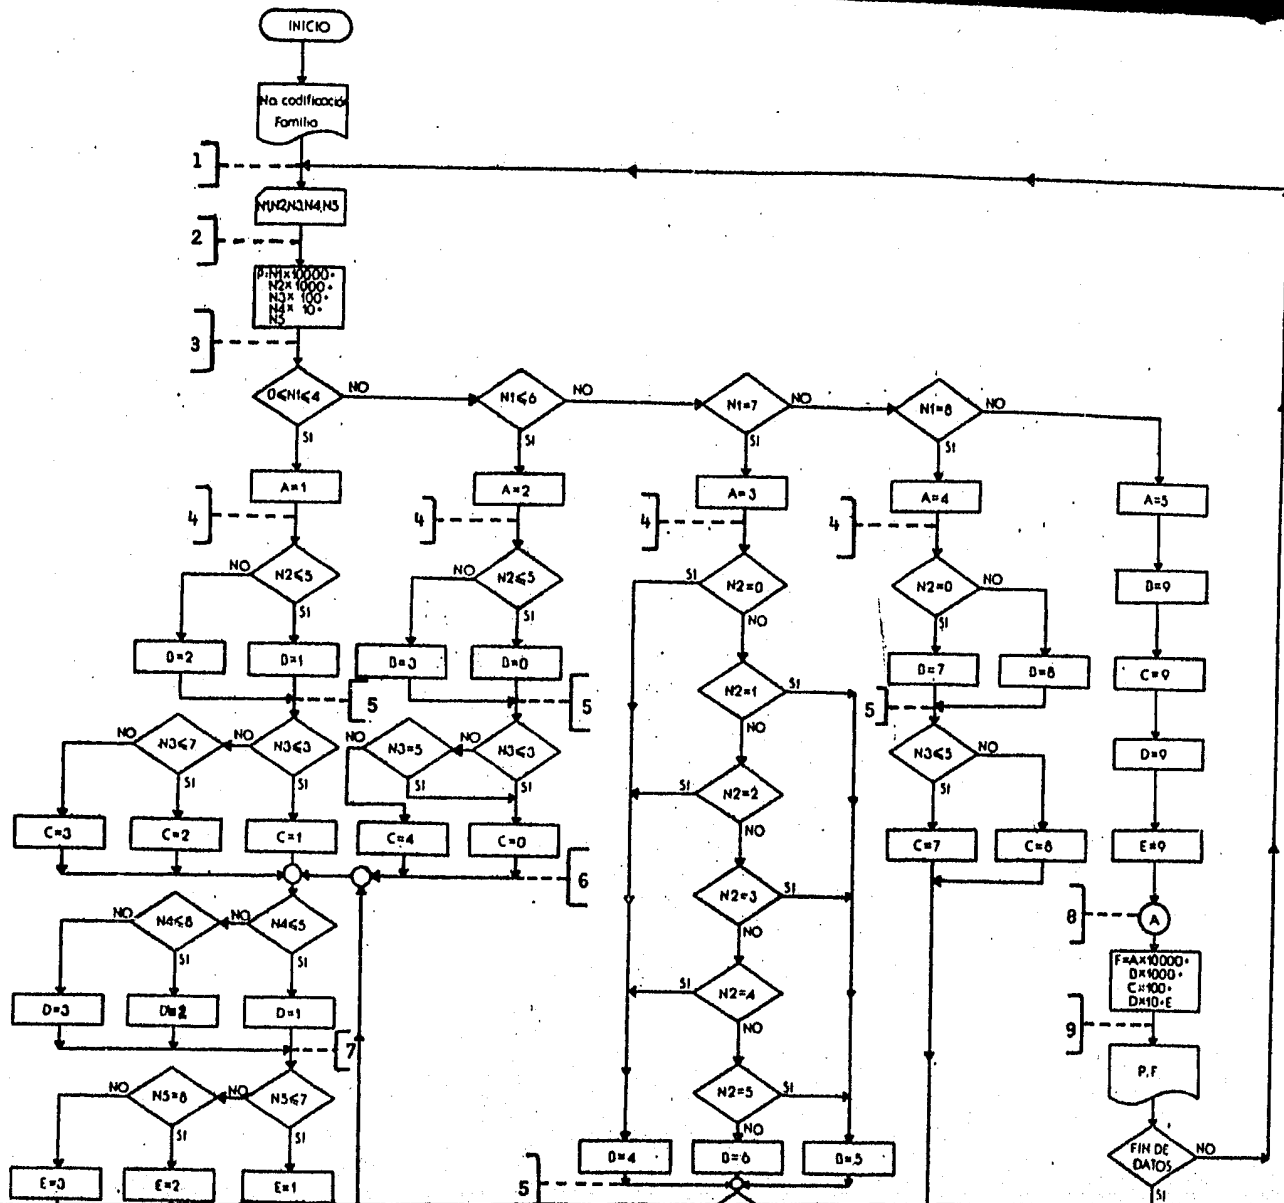 INICIO
No. codificación
Familia
1
N1,N2,N3,N4,N5
2
P=N1×10000+
N2×1000+
N3×100+
N4×10+
N5
3
0≤N1≤4
NO
N1≤6
NO
N1=7
NO
N1=8
NO
SI
SI
SI
SI
A=1
A=2
A=3
A=4
A=5
4
4
4
4
NO
N2≤5
NO
N2≤5
SI
N2=0
N2=0
NO
B=9
SI
SI
NO
SI
B=2
B=1
B=3
B=0
B=7
B=8
C=9
5
5
N2=1
SI
5
NO
NO
N3≤7
NO
N3≤3
NO
N3=5
NO
N3≤3
N3≤5
NO
D=9
SI
SI
SI
SI
SI
SI
N2=2
NO
C=3
C=2
C=1
C=4
C=0
C=7
C=8
E=9
6
N2=3
SI
NO
NO
N4≤8
NO
N4≤5
8
A
SI
SI
SI
N2=4
F=A×10000+
B×1000+
C×100+
D×10+E
NO
D=3
D=2
D=1
7
9
P,F
NO
N5=8
NO
N5≤7
N2=5
SI
SI
SI
NO
FIN DE
DATOS
NO
SI
B=4
B=6
B=5
E=3
E=2
E=1
5